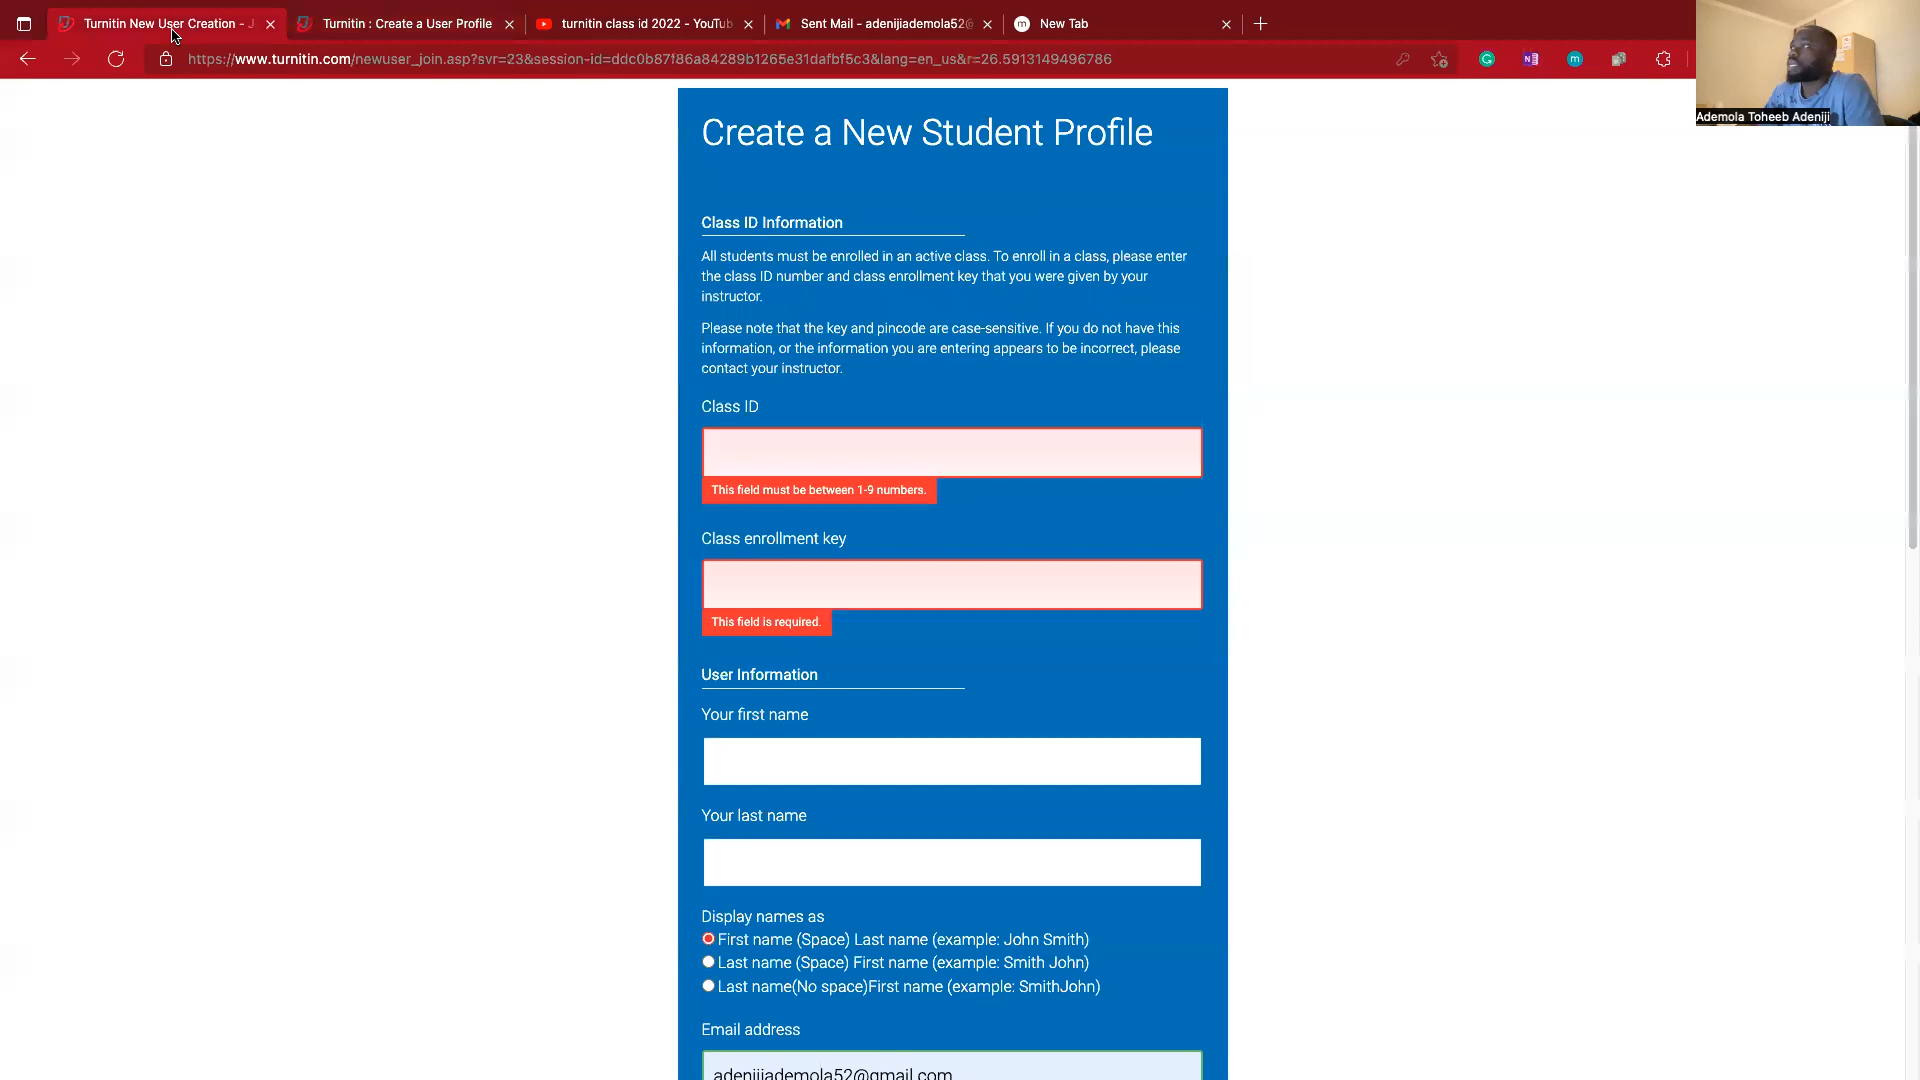 Turnitin New User Creation - J
Turnitin : Create a User Profile
turnitin class id 2022 - YouTub
Sent Mail - adenijiademola52@
m New Tab
https://www.turnitin.com/newuser_join.asp?svr=23&session-id=ddc0b87f86a84289b1265e31dafbf5c3&lang=en_us&r=26.5913149496786
Ademola Toheeb Adeniji
Create a New Student Profile
Class ID Information
All students must be enrolled in an active class. To enroll in a class, please enter
the class ID number and class enrollment key that you were given by your
instructor.
Please note that the key and pincode are case-sensitive. If you do not have this
information, or the information you are entering appears to be incorrect, please
contact your instructor.
Class ID
This field must be between 1-9 numbers.
Class enrollment key
This field is required.
User Information
Your first name
Your last name
Display names as
First name (Space) Last name (example: John Smith)
Last name (Space) First name (example: Smith John)
Last name(No space)First name (example: SmithJohn)
Email address
adenijiademola52@gmail.com